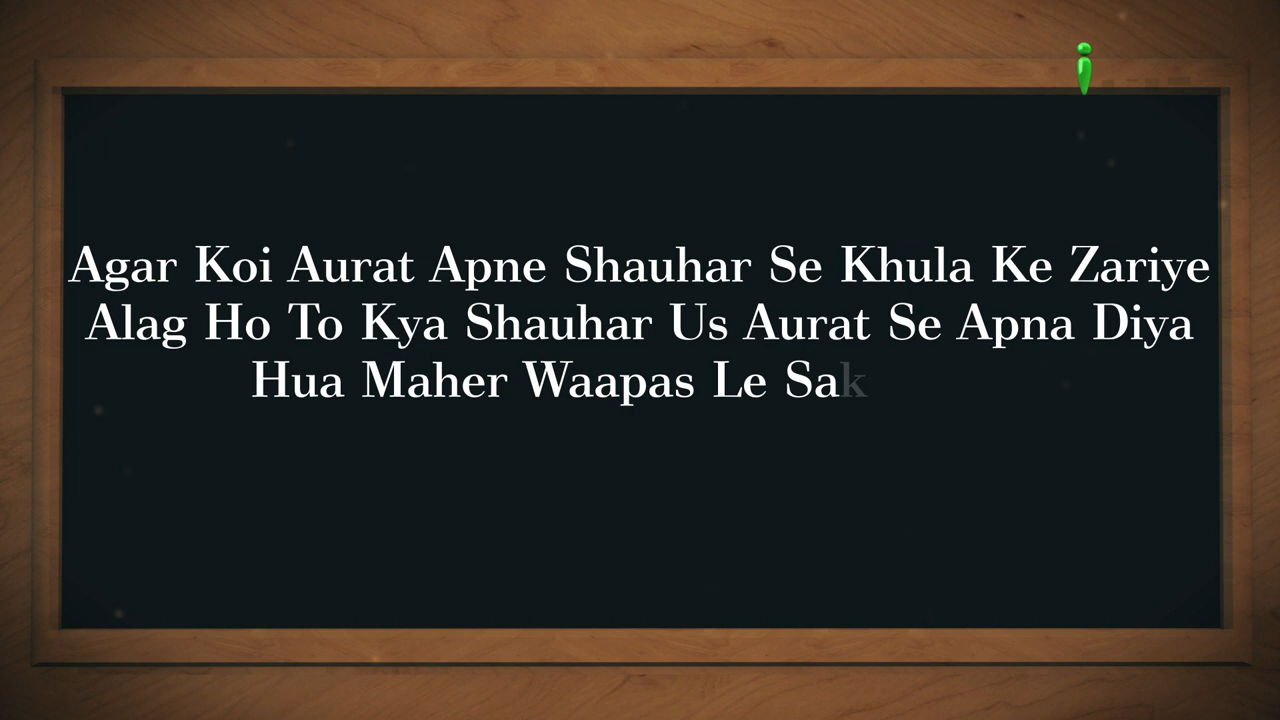 Agar Koi Aurat Apne Shauhar Se Khula Ke Zariye
Alag Ho To Kya Shauhar Us Aurat Se Apna Diya
Hua Maher Waapas Le Sak